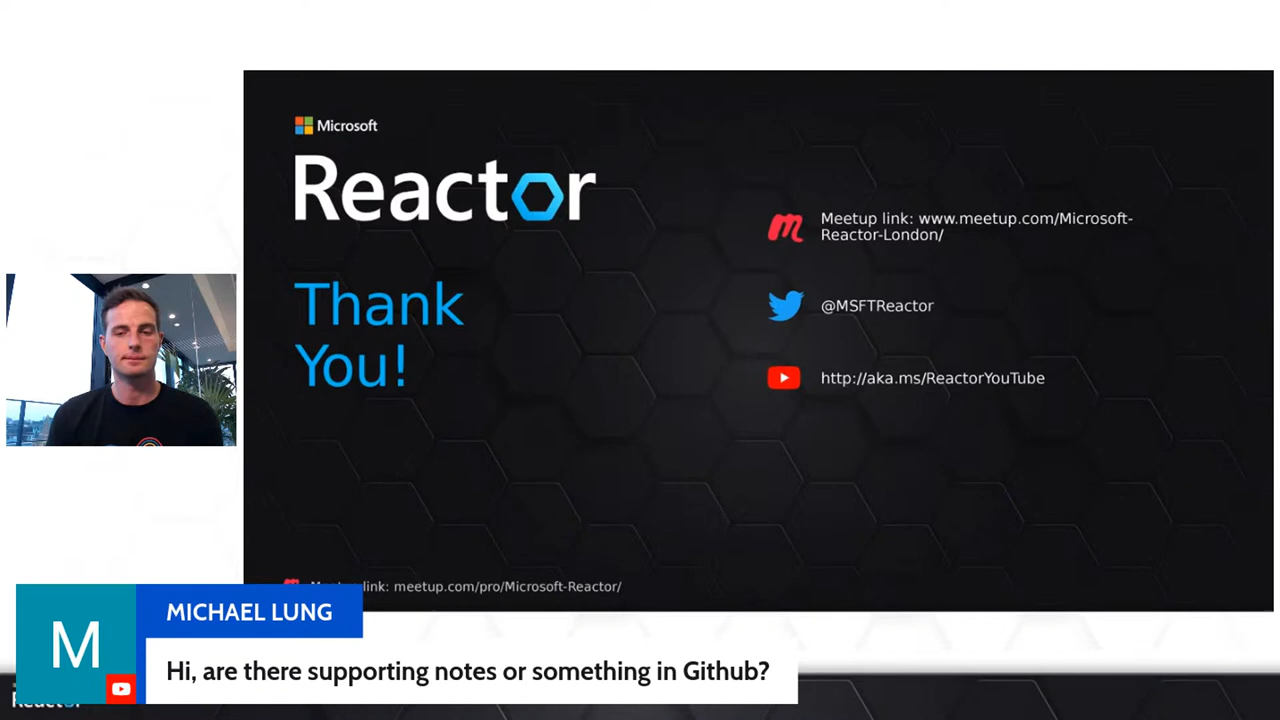 Microsoft
Reactor
Thank
You!
Meetup link: www.meetup.com/Microsoft-
Reactor-London/
@MSFTReactor
http://aka.ms/ReactorYouTube
link: meetup.com/pro/Microsoft-Reactor/
M
MICHAEL LUNG
Hi, are there supporting notes or something in Github?
Reactor